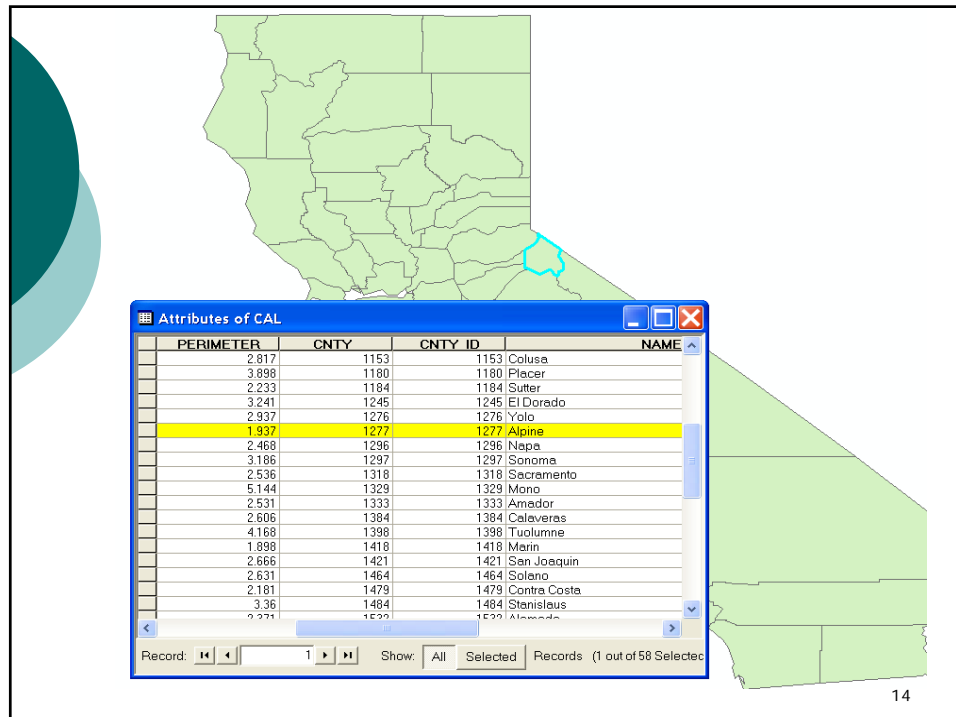 Attributes of CAL
PERIMETER CNTY CNTY_ID NAME
2.817 1153 1153 Colusa
3.898 1180 1180 Placer
2.233 1184 1184 Sutter
3.241 1245 1245 El Dorado
2.937 1276 1276 Yolo
1.937 1277 1277 Alpine
2.468 1296 1296 Napa
3.186 1297 1297 Sonoma
2.536 1318 1318 Sacramento
5.144 1329 1329 Mono
2.531 1333 1333 Amador
2.606 1384 1384 Calaveras
4.168 1398 1398 Tuolumne
1.898 1418 1418 Marin
2.666 1421 1421 San Joaquin
2.631 1464 1464 Solano
2.181 1479 1479 Contra Costa
3.36 1484 1484 Stanislaus
2.371 1532 1532 Alameda
Record: 1 Show: All Selected Records (1 out of 58 Selectec
14